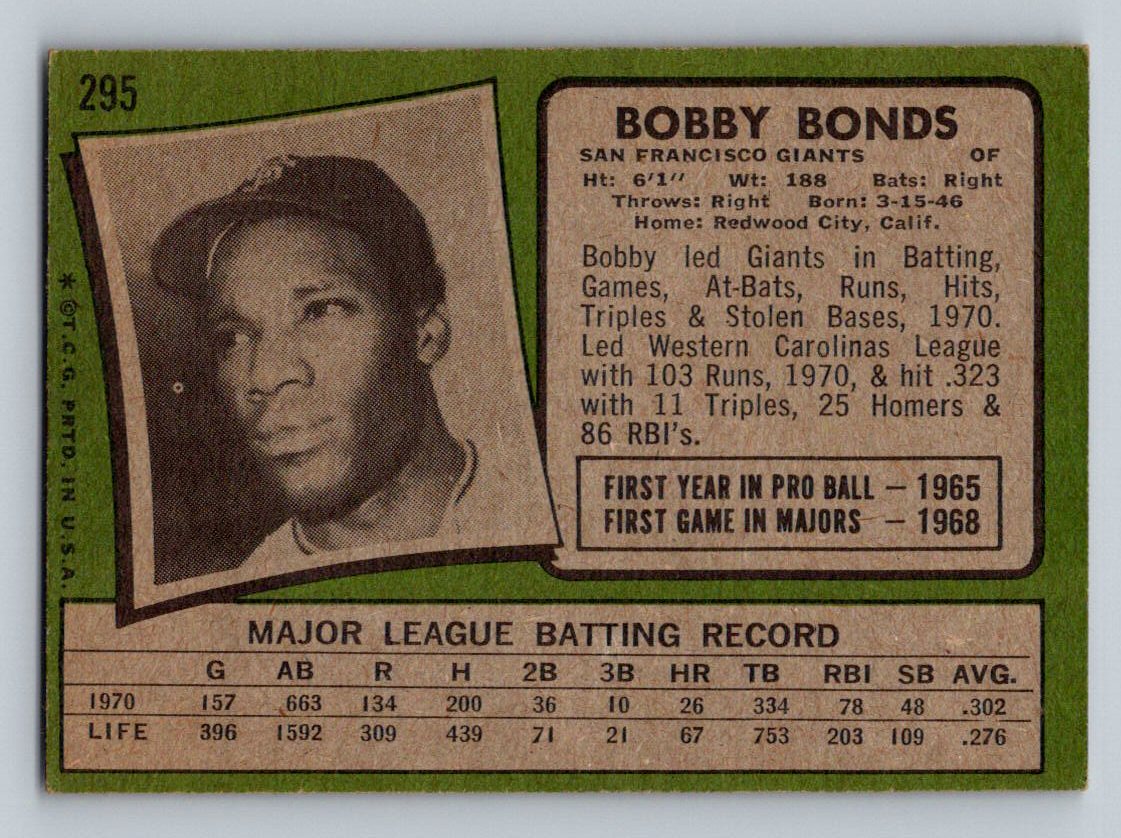 295
BOBBY BONDS
SAN FRANCISCO GIANTS OF
Ht: 6'1" Wt: 188 Bats: Right
Throws: Right Born: 3-15-46
Home: Redwood City, Calif.
Bobby led Giants in Batting,
Games, At-Bats, Runs, Hits,
Triples & Stolen Bases, 1970.
Led Western Carolinas League
with 103 Runs, 1970, & hit .323
with 11 Triples, 25 Homers &
86 RBI's.
FIRST YEAR IN PRO BALL — 1965
FIRST GAME IN MAJORS — 1968
* © T.C.G. PRTD. IN U.S.A.
MAJOR LEAGUE BATTING RECORD
G AB R H 2B 3B HR TB RBI SB AVG.
1970 157 663 134 200 36 10 26 334 78 48 .302
LIFE 396 1592 309 439 71 21 67 753 203 109 .276